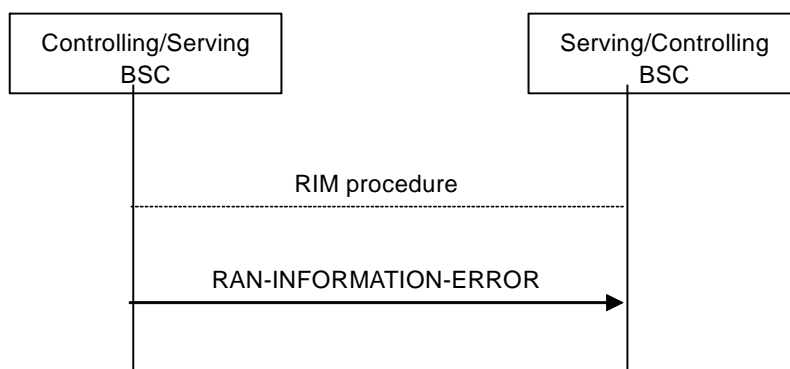 Controlling/Serving
BSC
Serving/Controlling
BSC
RIM procedure
RAN-INFORMATION-ERROR